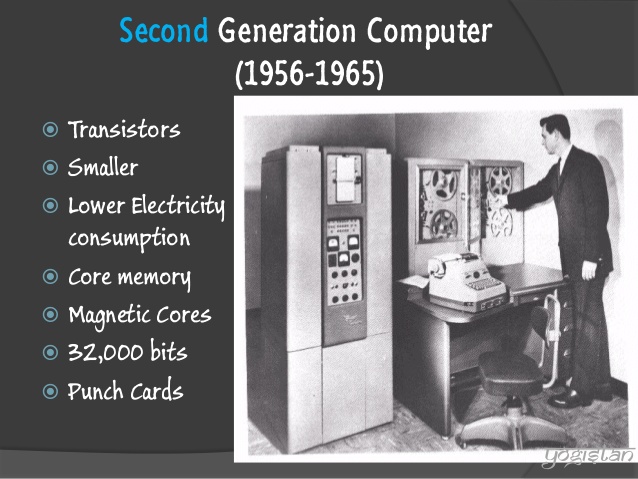 Second Generation Computer
(1956-1965)
Transistors
Smaller
Lower Electricity
consumption
Core memory
Magnetic Cores
32,000 bits
Punch Cards
yogistan